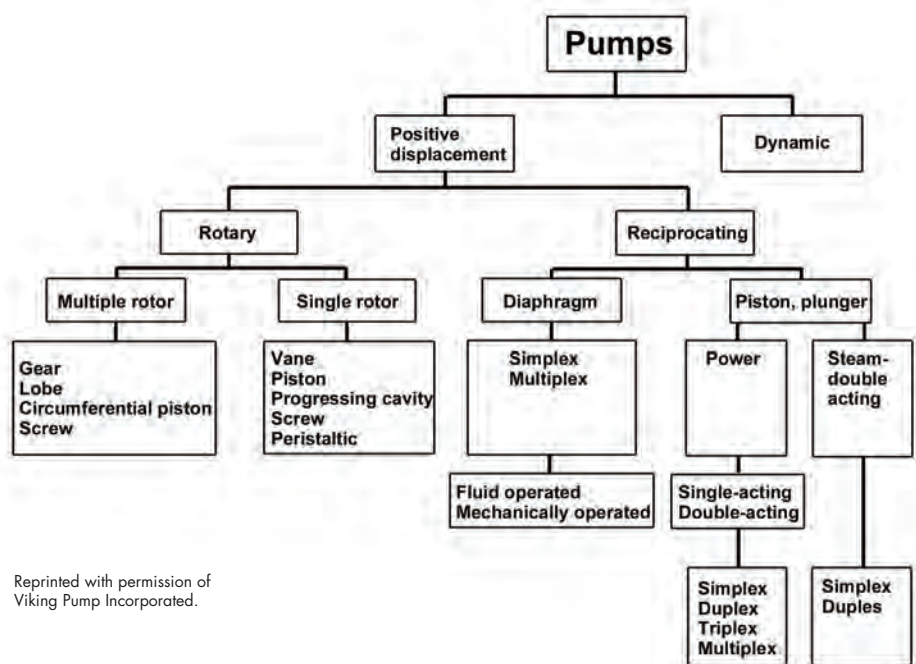 Pumps
Positive
displacement
Dynamic
Rotary
Reciprocating
Multiple rotor
Single rotor
Diaphragm
Piston, plunger
Gear
Lobe
Circumferential piston
Screw
Vane
Piston
Progressing cavity
Screw
Peristaltic
Simplex
Multiplex
Power
Steam-
double
acting
Fluid operated
Mechanically operated
Single-acting
Double-acting
Simplex
Duplex
Triplex
Multiplex
Simplex
Duples
Reprinted with permission of
Viking Pump Incorporated.